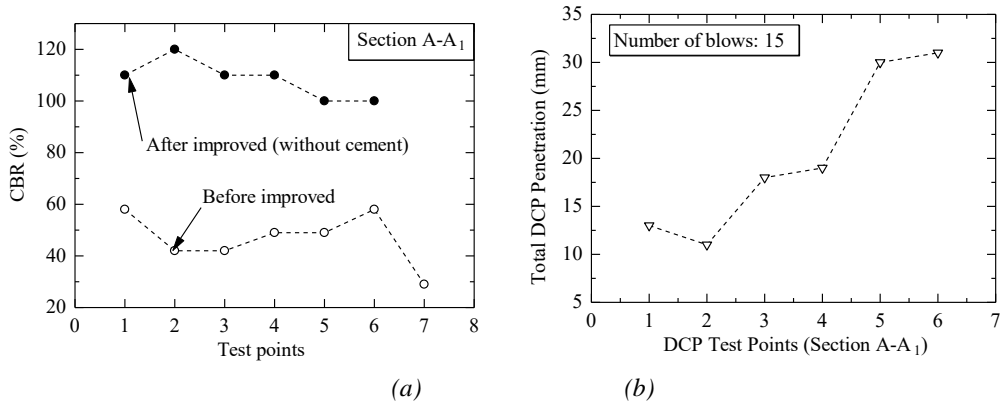 Section A-A1
120
100
80
60
40
20
CBR (%)
After improved (without cement)
Before improved
0 1 2 3 4 5 6 7 8
Test points
(a)
Number of blows: 15
35
30
25
20
15
10
5
Total DCP Penetration (mm)
0 1 2 3 4 5 6 7
DCP Test Points (Section A-A1)
(b)